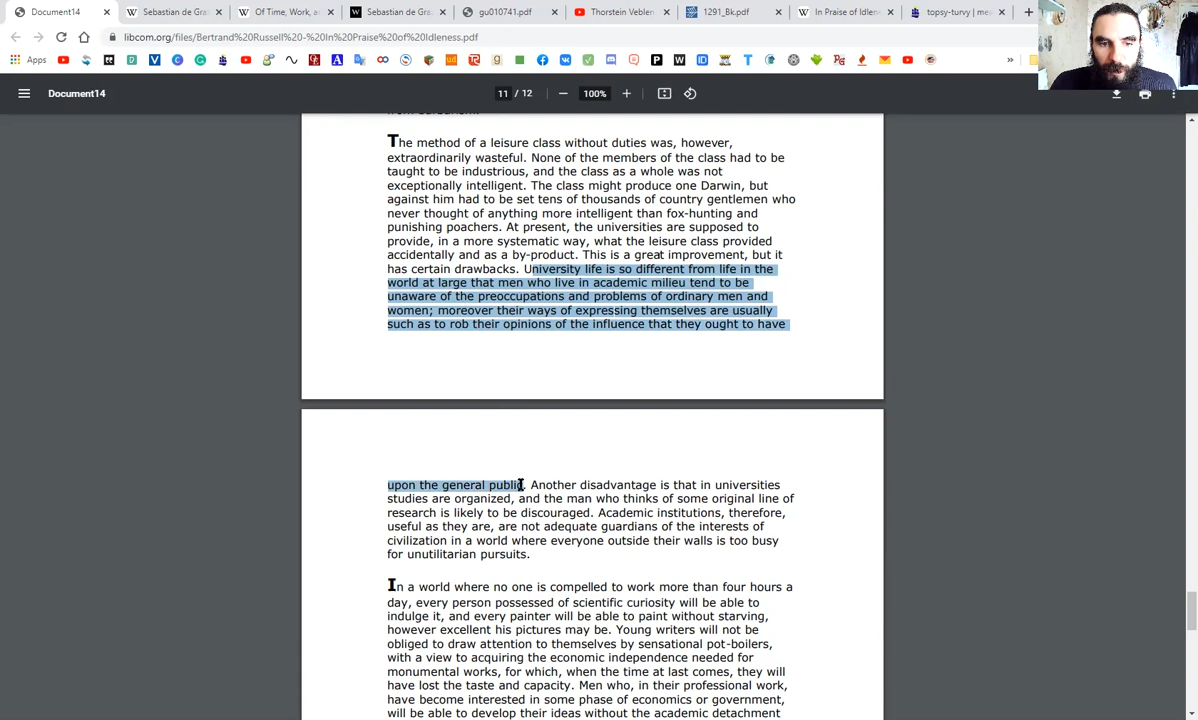 Document14
Sebastian de Gra
Of Time, Work, a
Sebastian de Gra
gu010741.pdf
Thorstein Veblen
1291_Bk.pdf
In Praise of Idlen
topsy-turvy | mea
libcom.org/files/Bertrand%20Russell%20-%20In%20Praise%20of%20Idleness.pdf
Apps
Document14
11 / 12
100%
The method of a leisure class without duties was, however,
extraordinarily wasteful. None of the members of the class had to be
taught to be industrious, and the class as a whole was not
exceptionally intelligent. The class might produce one Darwin, but
against him had to be set tens of thousands of country gentlemen who
never thought of anything more intelligent than fox-hunting and
punishing poachers. At present, the universities are supposed to
provide, in a more systematic way, what the leisure class provided
accidentally and as a by-product. This is a great improvement, but it
has certain drawbacks. University life is so different from life in the
world at large that men who live in academic milieu tend to be
unaware of the preoccupations and problems of ordinary men and
women; moreover their ways of expressing themselves are usually
such as to rob their opinions of the influence that they ought to have
upon the general public. Another disadvantage is that in universities
studies are organized, and the man who thinks of some original line of
research is likely to be discouraged. Academic institutions, therefore,
useful as they are, are not adequate guardians of the interests of
civilization in a world where everyone outside their walls is too busy
for unutilitarian pursuits.
In a world where no one is compelled to work more than four hours a
day, every person possessed of scientific curiosity will be able to
indulge it, and every painter will be able to paint without starving,
however excellent his pictures may be. Young writers will not be
obliged to draw attention to themselves by sensational pot-boilers,
with a view to acquiring the economic independence needed for
monumental works, for which, when the time at last comes, they will
have lost the taste and capacity. Men who, in their professional work,
have become interested in some phase of economics or government,
will be able to develop their ideas without the academic detachment